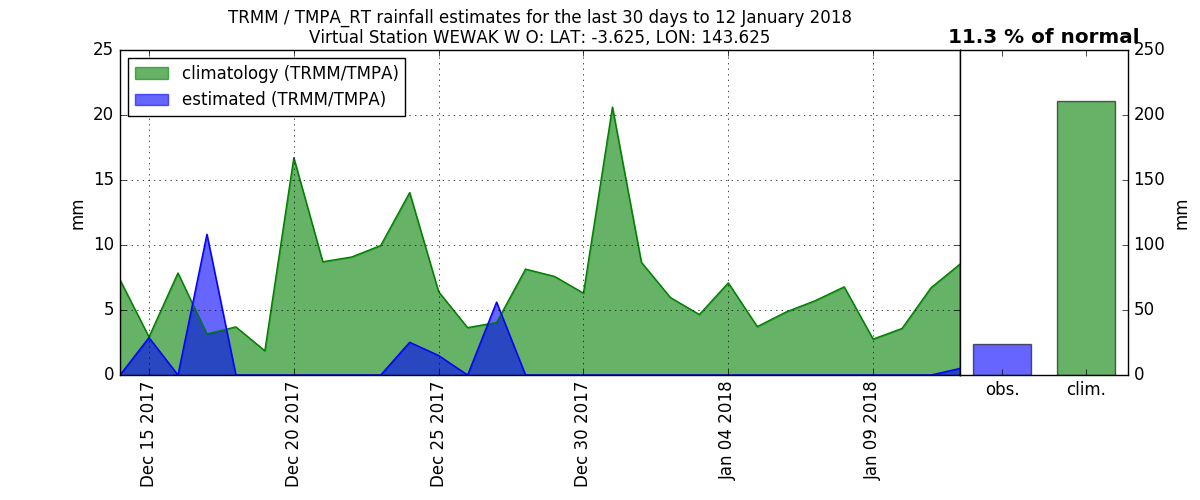 TRMM / TMPA_RT rainfall estimates for the last 30 days to 12 January 2018
Virtual Station WEWAK W O: LAT: -3.625, LON: 143.625
11.3 % of normal
climatology (TRMM/TMPA)
estimated (TRMM/TMPA)
mm
25
20
15
10
5
0
Dec 15 2017
Dec 20 2017
Dec 25 2017
Dec 30 2017
Jan 04 2018
Jan 09 2018
obs.
clim.
250
200
150
100
50
0
mm